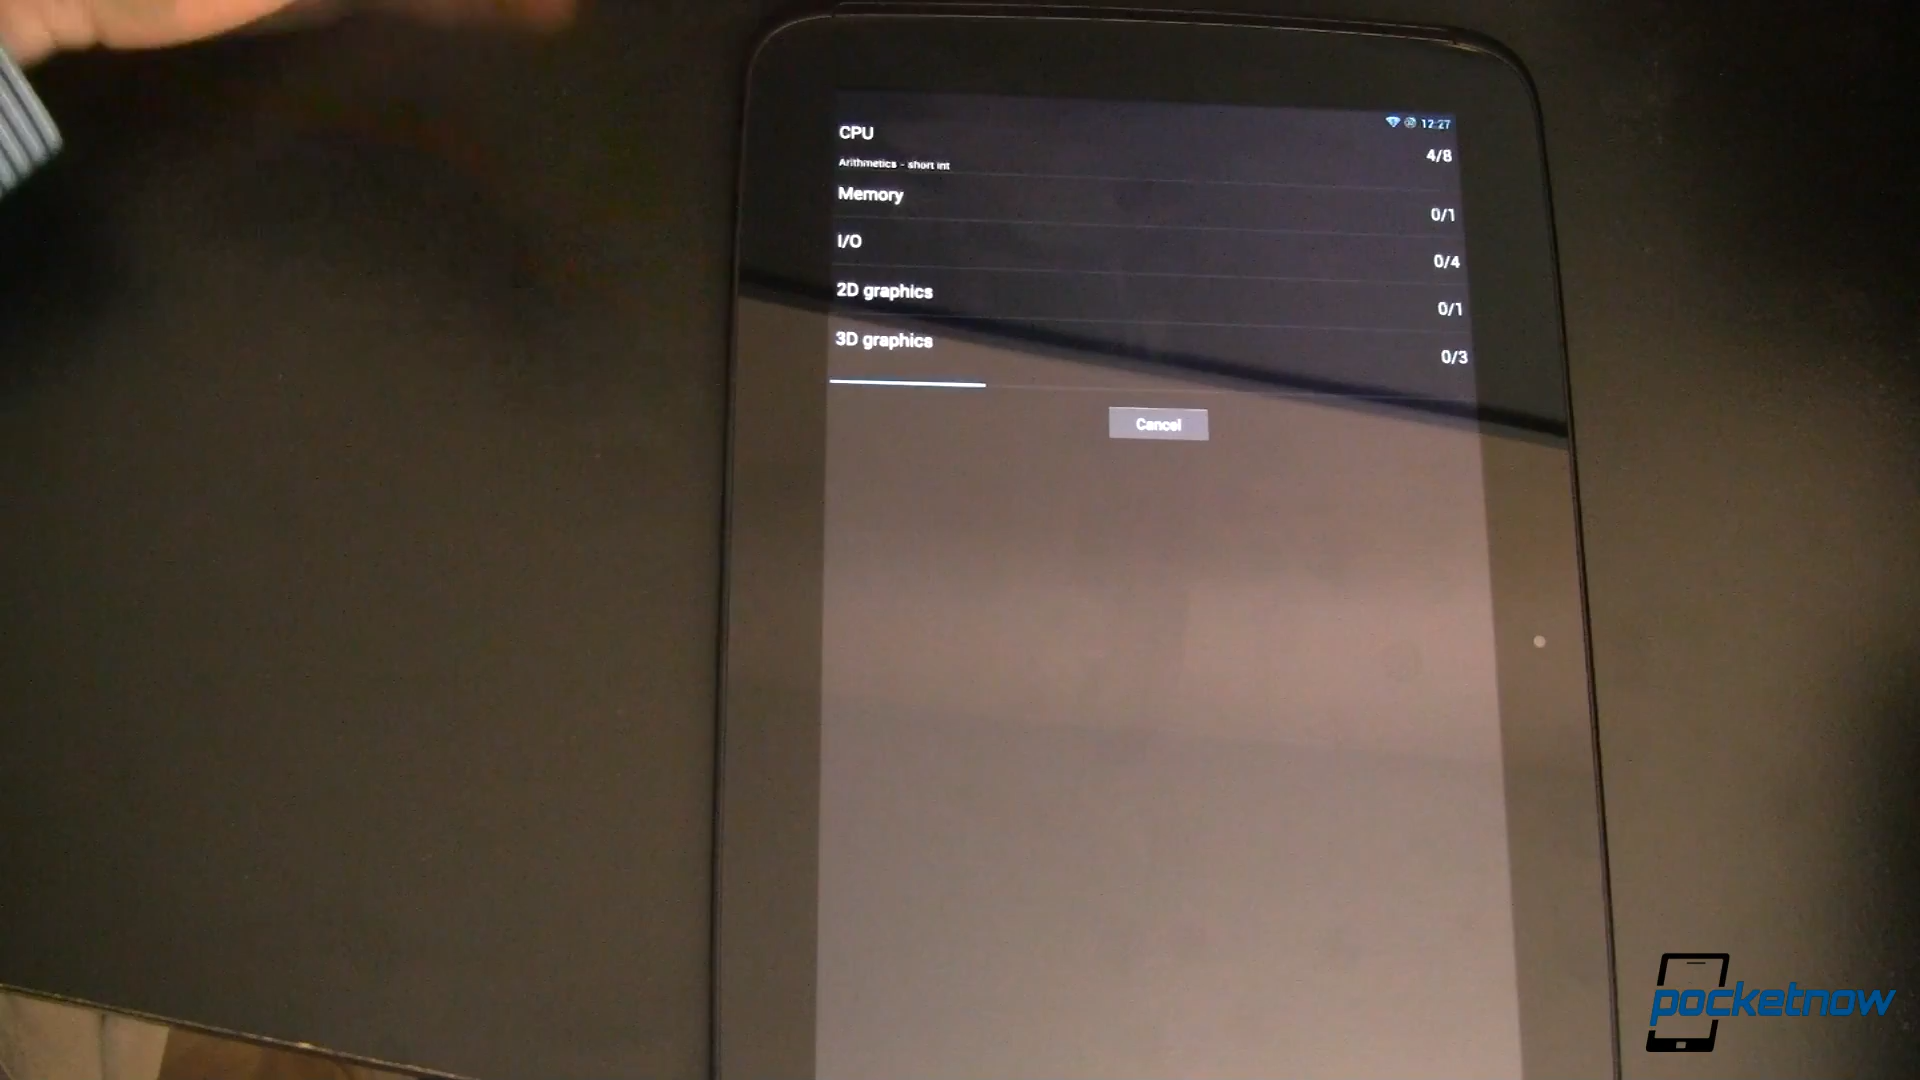 12:27
CPU
4/8
Arithmetics - short int
Memory
0/1
I/O
0/4
2D graphics
0/1
3D graphics
0/3
Cancel
pocketnow